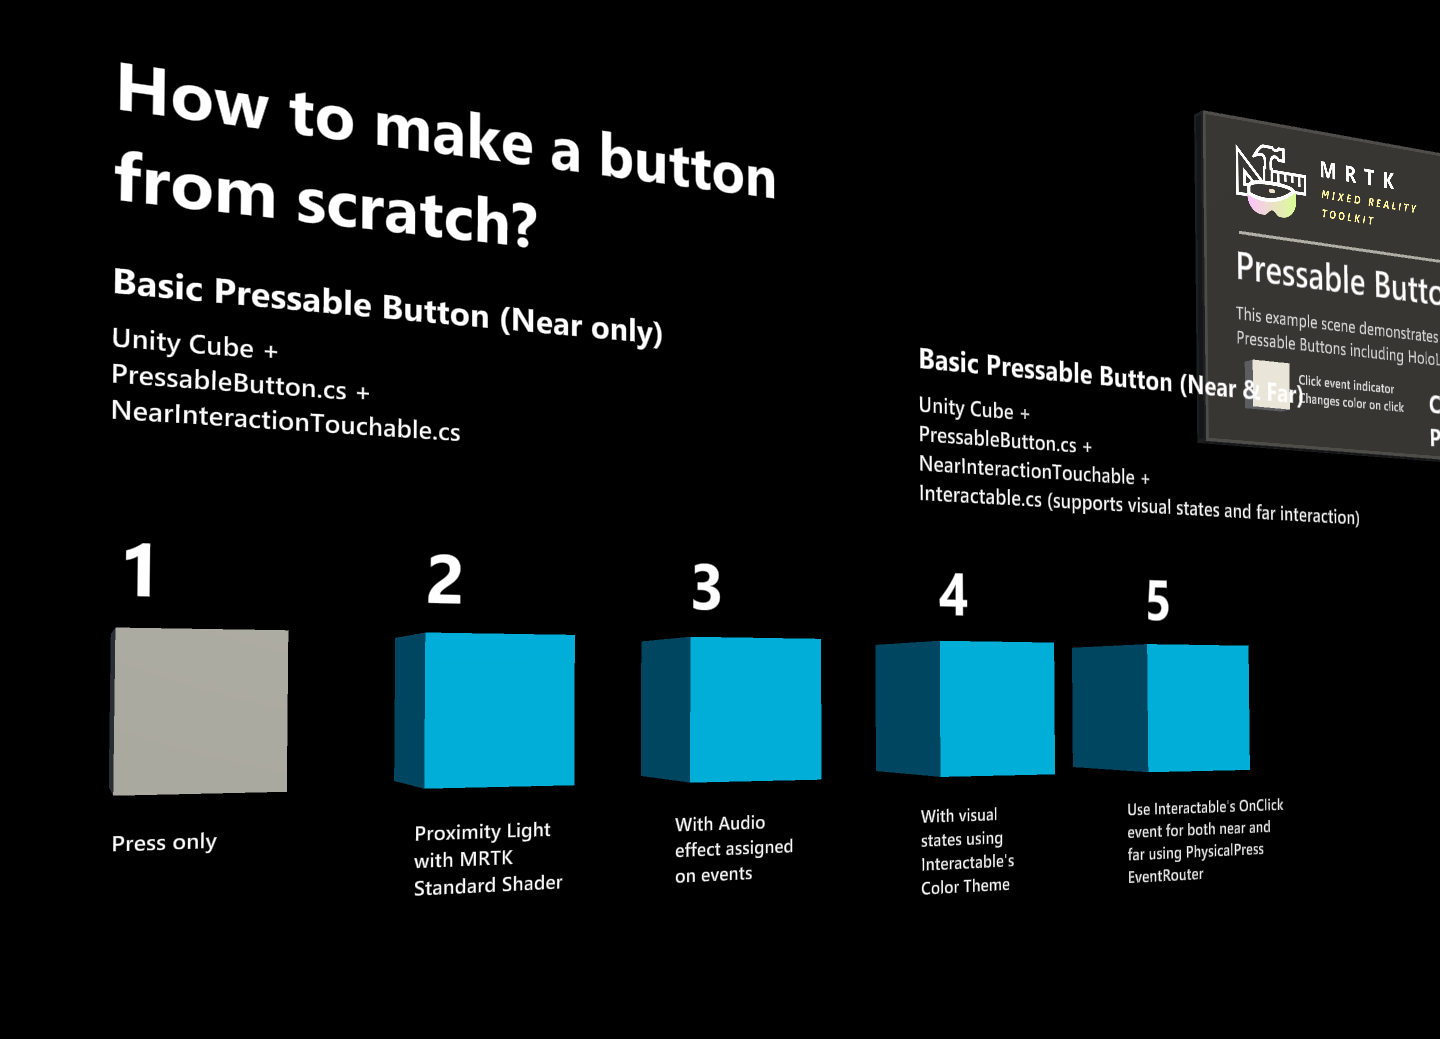 How to make a button
from scratch?
Basic Pressable Button (Near only)
Unity Cube +
PressableButton.cs +
NearInteractionTouchable.cs
MRTK
MIXED REALITY
TOOLKIT
Pressable Butto
This example scene demonstrates
Pressable Buttons including HoloL
Click event indicator
Changes color on click
C
P
Basic Pressable Button (Near & Far)
Unity Cube +
PressableButton.cs +
NearInteractionTouchable +
Interactable.cs (supports visual states and far interaction)
1
2
3
4
5
Press only
Proximity Light
with MRTK
Standard Shader
With Audio
effect assigned
on events
With visual
states using
Interactable's
Color Theme
Use Interactable's OnClick
event for both near and
far using PhysicalPress
EventRouter